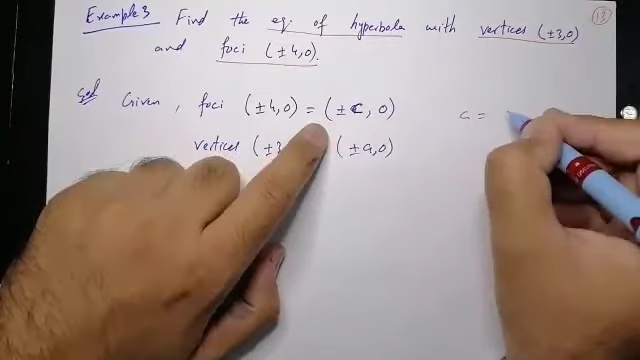 Example 3 Find the eq. of hyperbola with vertices (±3,0) (13)
and foci (±4,0).
Sol Given, foci (±4,0) = (±c, 0) c =
vertices (±3 (±a,0)